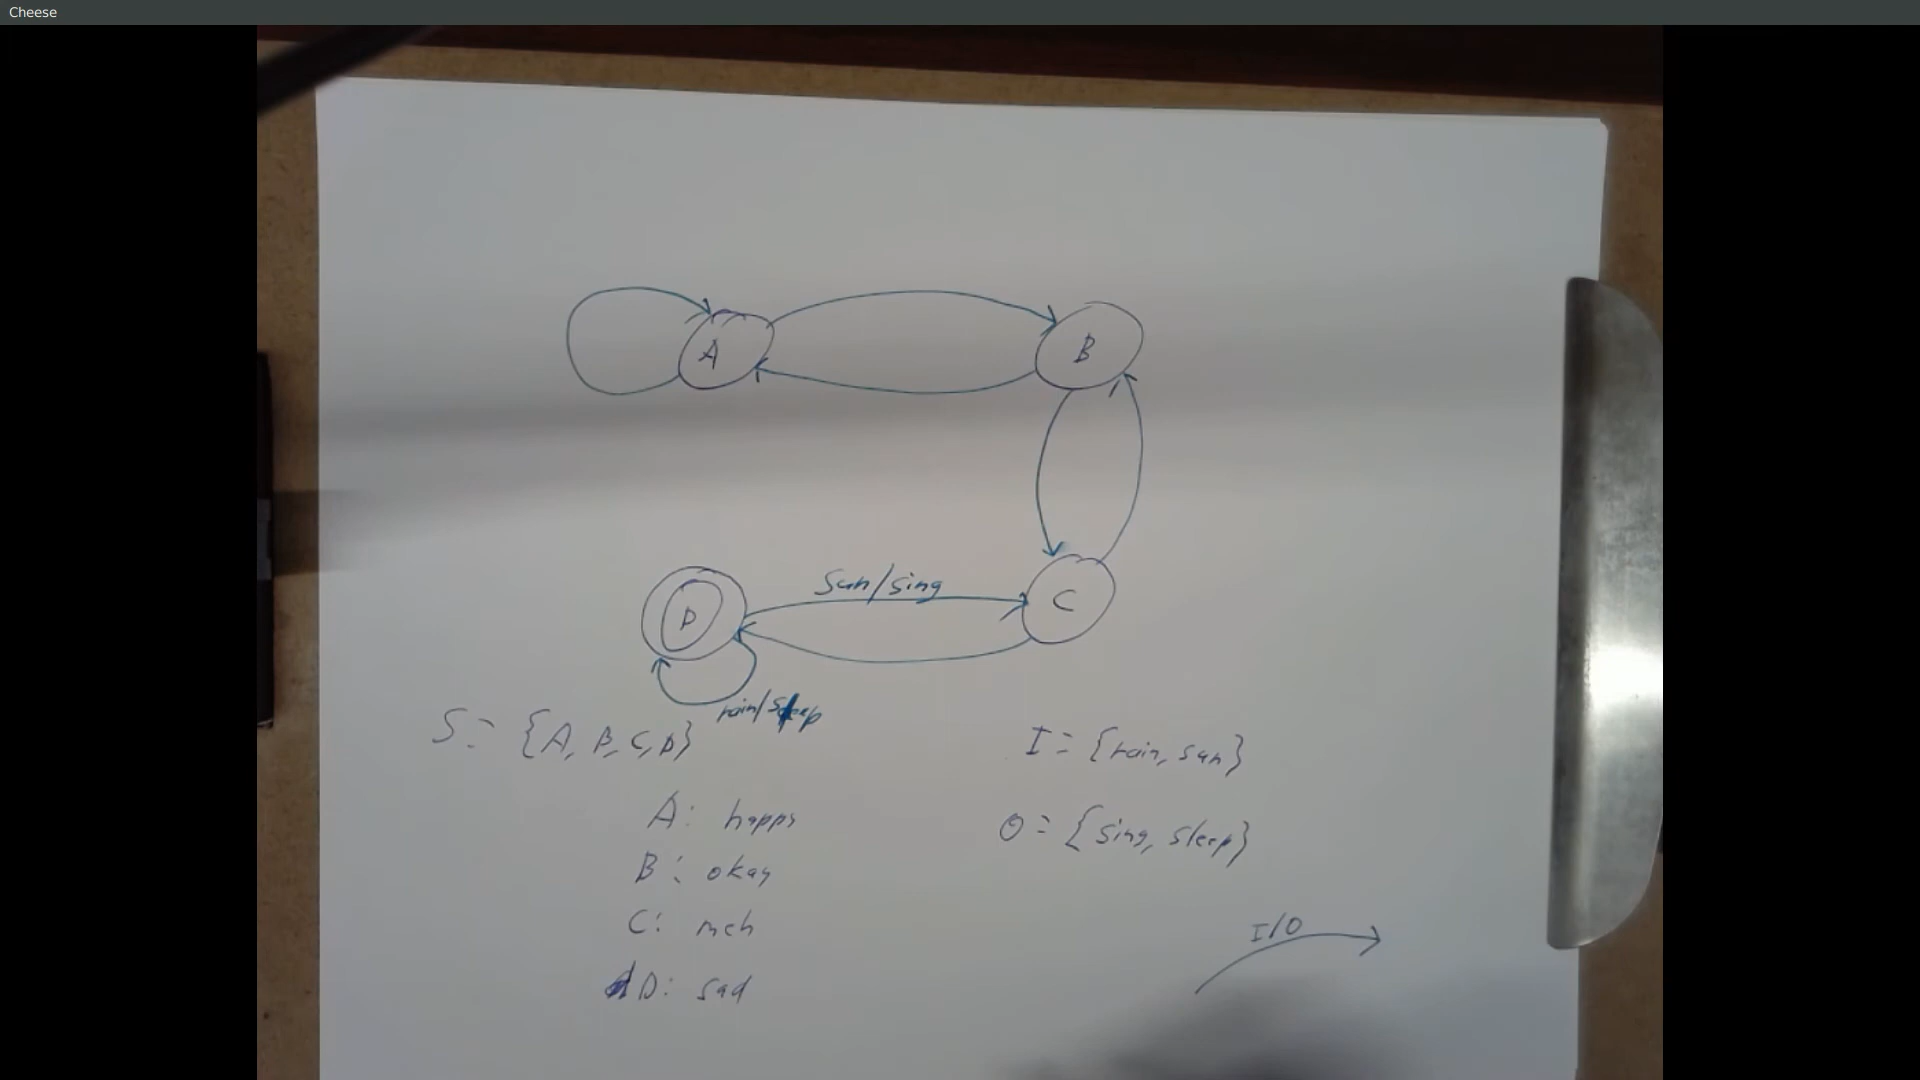 Cheese
A
B
Sun/Sing
D
C
rain/sleep
S = {A, B, C, D}
I = {rain, sun}
A: happy
O = {sing, sleep}
B: okay
C: meh
I/O
D: sad